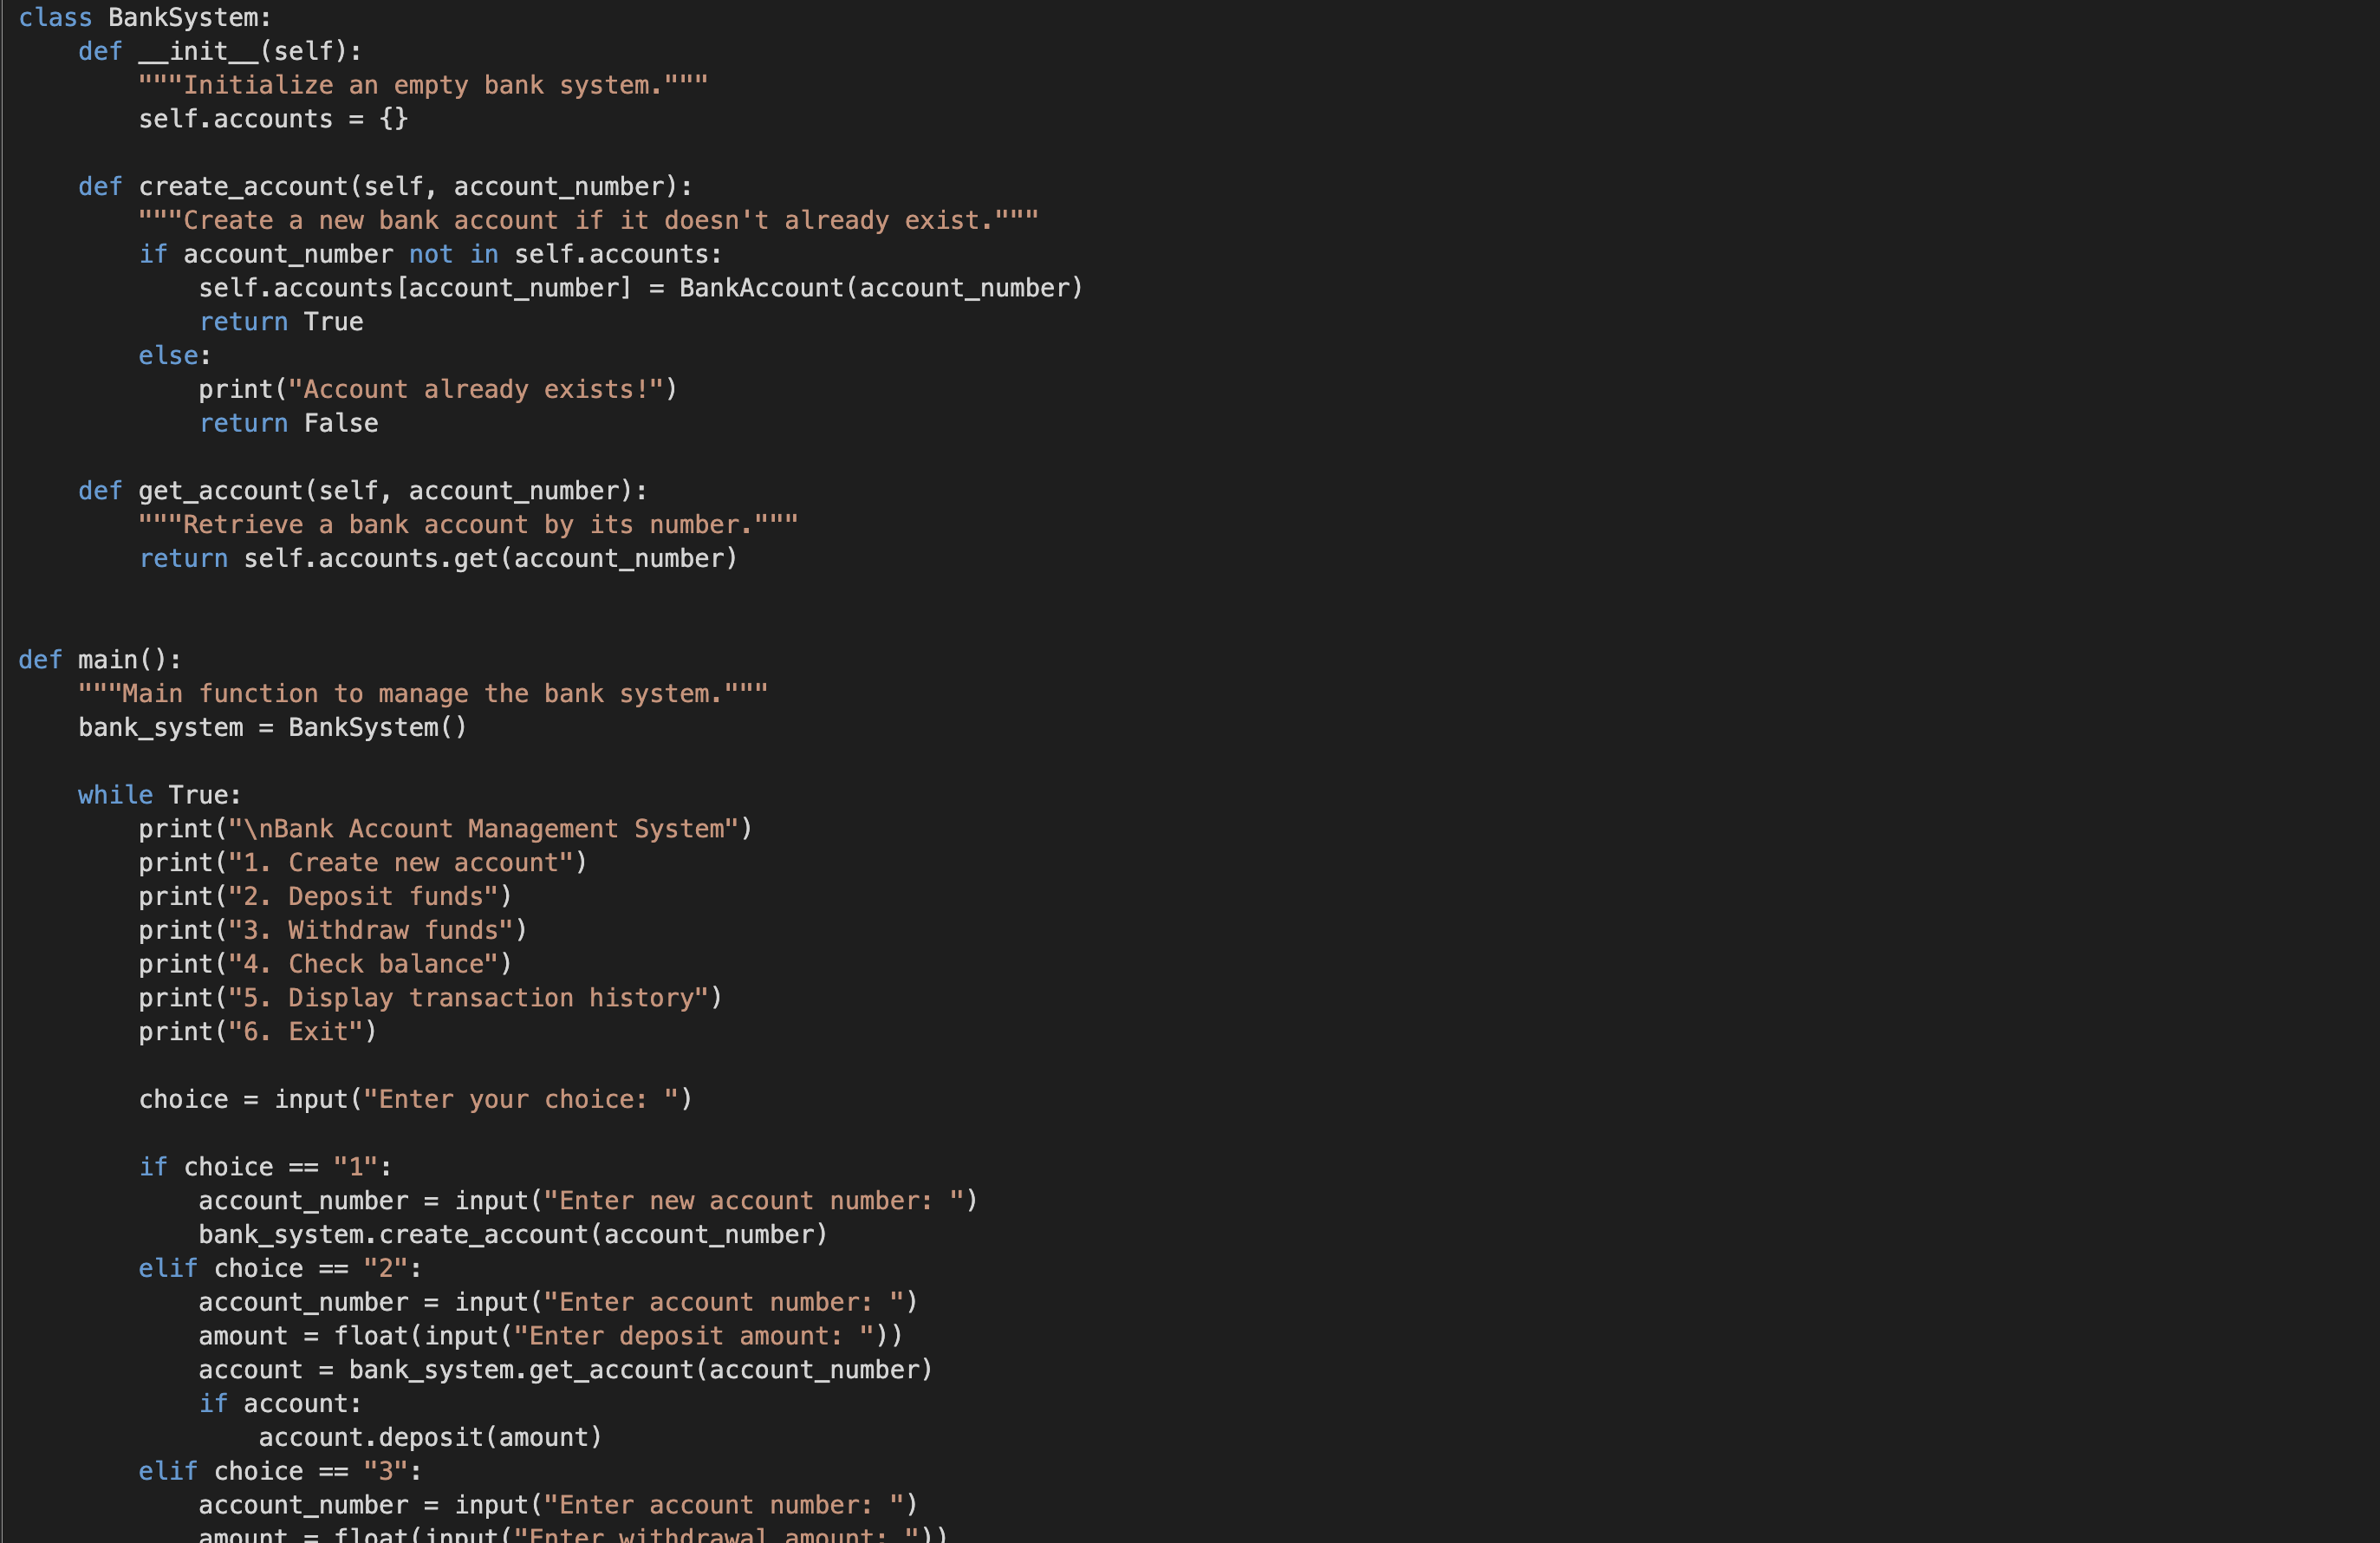 class BankSystem:
    def __init__(self):
        """Initialize an empty bank system."""
        self.accounts = {}

    def create_account(self, account_number):
        """Create a new bank account if it doesn't already exist."""
        if account_number not in self.accounts:
            self.accounts[account_number] = BankAccount(account_number)
            return True
        else:
            print("Account already exists!")
            return False

    def get_account(self, account_number):
        """Retrieve a bank account by its number."""
        return self.accounts.get(account_number)


def main():
    """Main function to manage the bank system."""
    bank_system = BankSystem()

    while True:
        print("\nBank Account Management System")
        print("1. Create new account")
        print("2. Deposit funds")
        print("3. Withdraw funds")
        print("4. Check balance")
        print("5. Display transaction history")
        print("6. Exit")

        choice = input("Enter your choice: ")

        if choice == "1":
            account_number = input("Enter new account number: ")
            bank_system.create_account(account_number)
        elif choice == "2":
            account_number = input("Enter account number: ")
            amount = float(input("Enter deposit amount: "))
            account = bank_system.get_account(account_number)
            if account:
                account.deposit(amount)
        elif choice == "3":
            account_number = input("Enter account number: ")
            amount = float(input("Enter withdrawal amount: "))